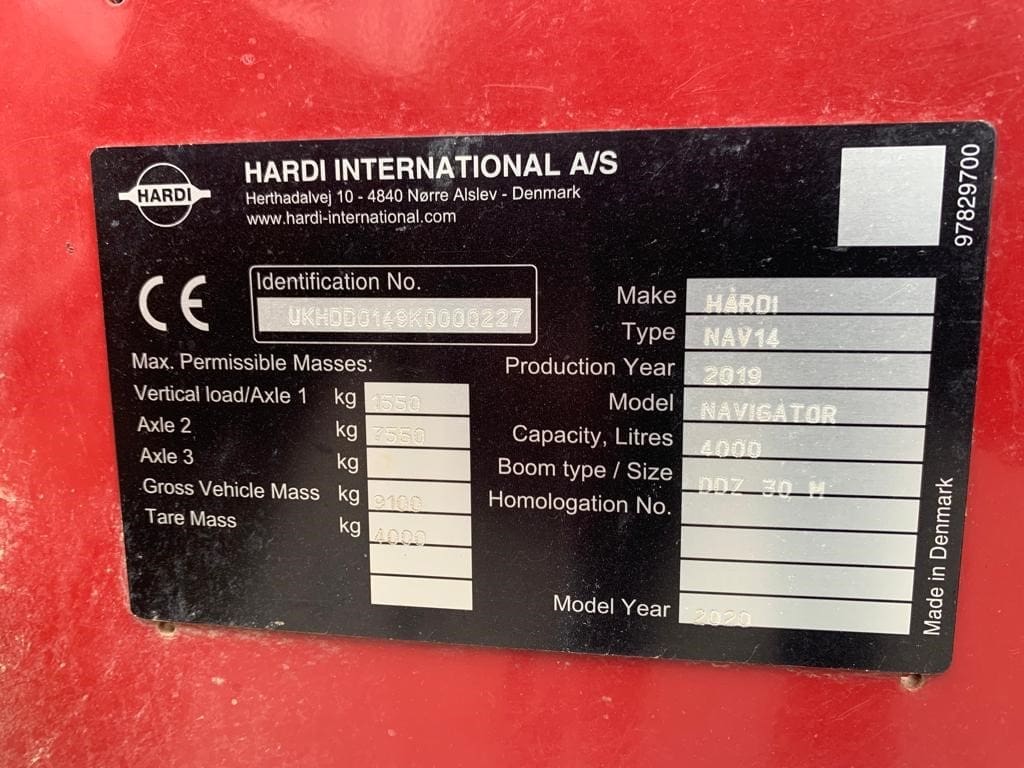 HARDI
HARDI INTERNATIONAL A/S
Herthadalvej 10 - 4840 Nørre Alslev - Denmark
www.hardi-international.com
97829700
CE
Identification No.
UKHDD0149K0000227
Max. Permissible Masses:
Vertical load/Axle 1 kg 1550
Axle 2 kg 7550
Axle 3 kg
Gross Vehicle Mass kg 9100
Tare Mass kg 4000
Make HARDI
Type NAV14
Production Year 2019
Model NAVIGATOR
Capacity, Litres 4000
Boom type / Size DDZ 30 M
Homologation No.
Model Year 2020
Made in Denmark